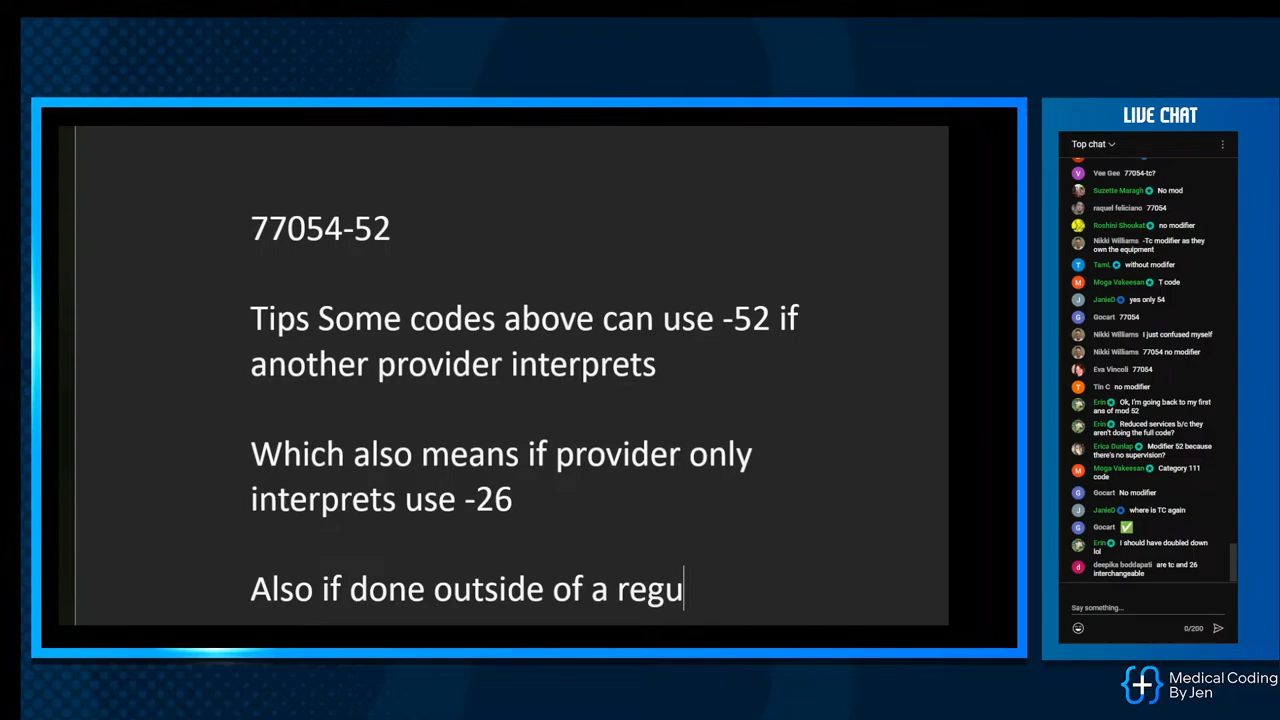 77054-52
Tips Some codes above can use -52 if
another provider interprets
Which also means if provider only
interprets use -26
Also if done outside of a regu
LIVE CHAT
Top chat
Vee Gee 77054-tc?
Suzette Maragh No mod
raquel feliciano 77054
Roshini Shoukat no modifier
Nikki Williams -Tc modifier as they
own the equipment
TamL without modifer
Moga Vakeesan T code
JanieD yes only 54
Gocart 77054
Nikki Williams I just confused myself
Nikki Williams 77054 no modifier
Eva Vincoli 77054
Tin C no modifier
Erin Ok, I'm going back to my first
ans of mod 52
Erin Reduced services b/c they
aren't doing the full code?
Erica Dunlap Modifier 52 because
there's no supervision?
Moga Vakeesan Category 111
code
Gocart No modifier
JanieD where is TC again
Gocart
Erin I should have doubled down
lol
deepika boddapati are tc and 26
interchangeable
Say something...
0/200
Medical Coding
By Jen